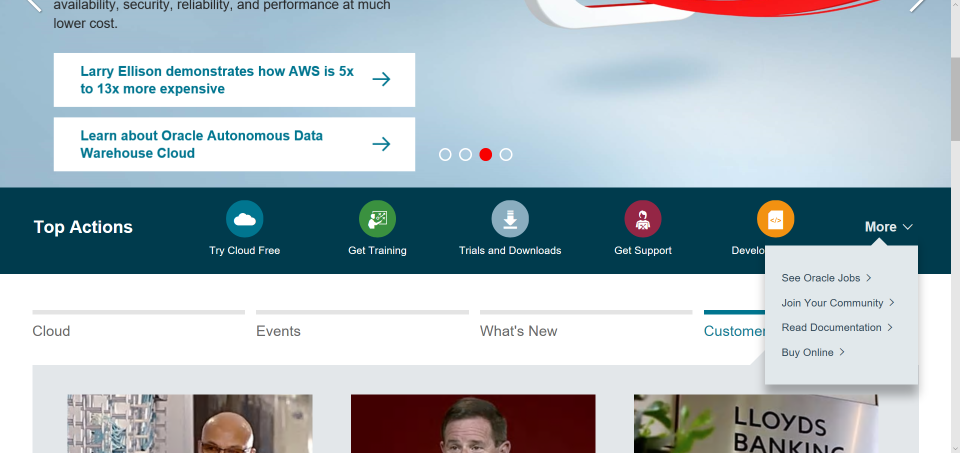 availability, security, reliability, and performance at much
lower cost.
Larry Ellison demonstrates how AWS is 5x
to 13x more expensive
Learn about Oracle Autonomous Data
Warehouse Cloud
Top Actions
Try Cloud Free
Get Training
Trials and Downloads
Get Support
</>
More
See Oracle Jobs
Join Your Community
Read Documentation
Buy Online
Cloud
Events
What's New
Customer
LLOYDS
BANKING